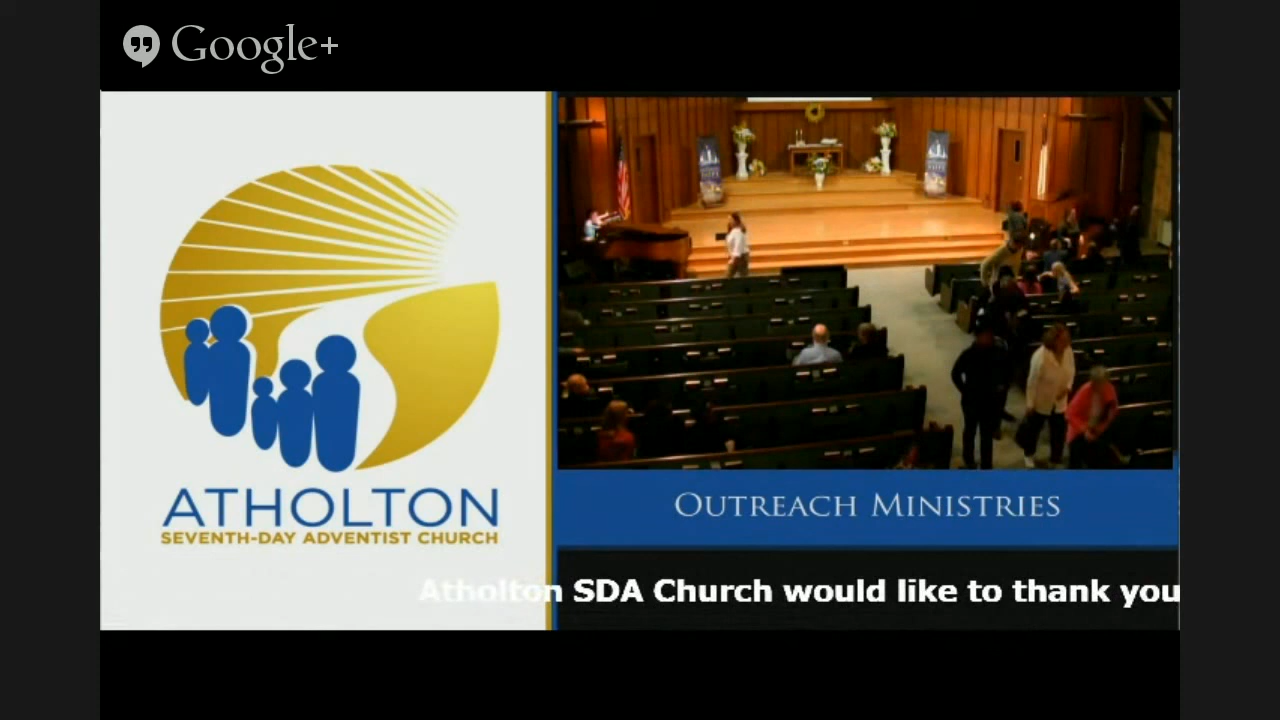 Google+
ATHOLTON
SEVENTH-DAY ADVENTIST CHURCH
OUTREACH MINISTRIES
Atholton SDA Church would like to thank you